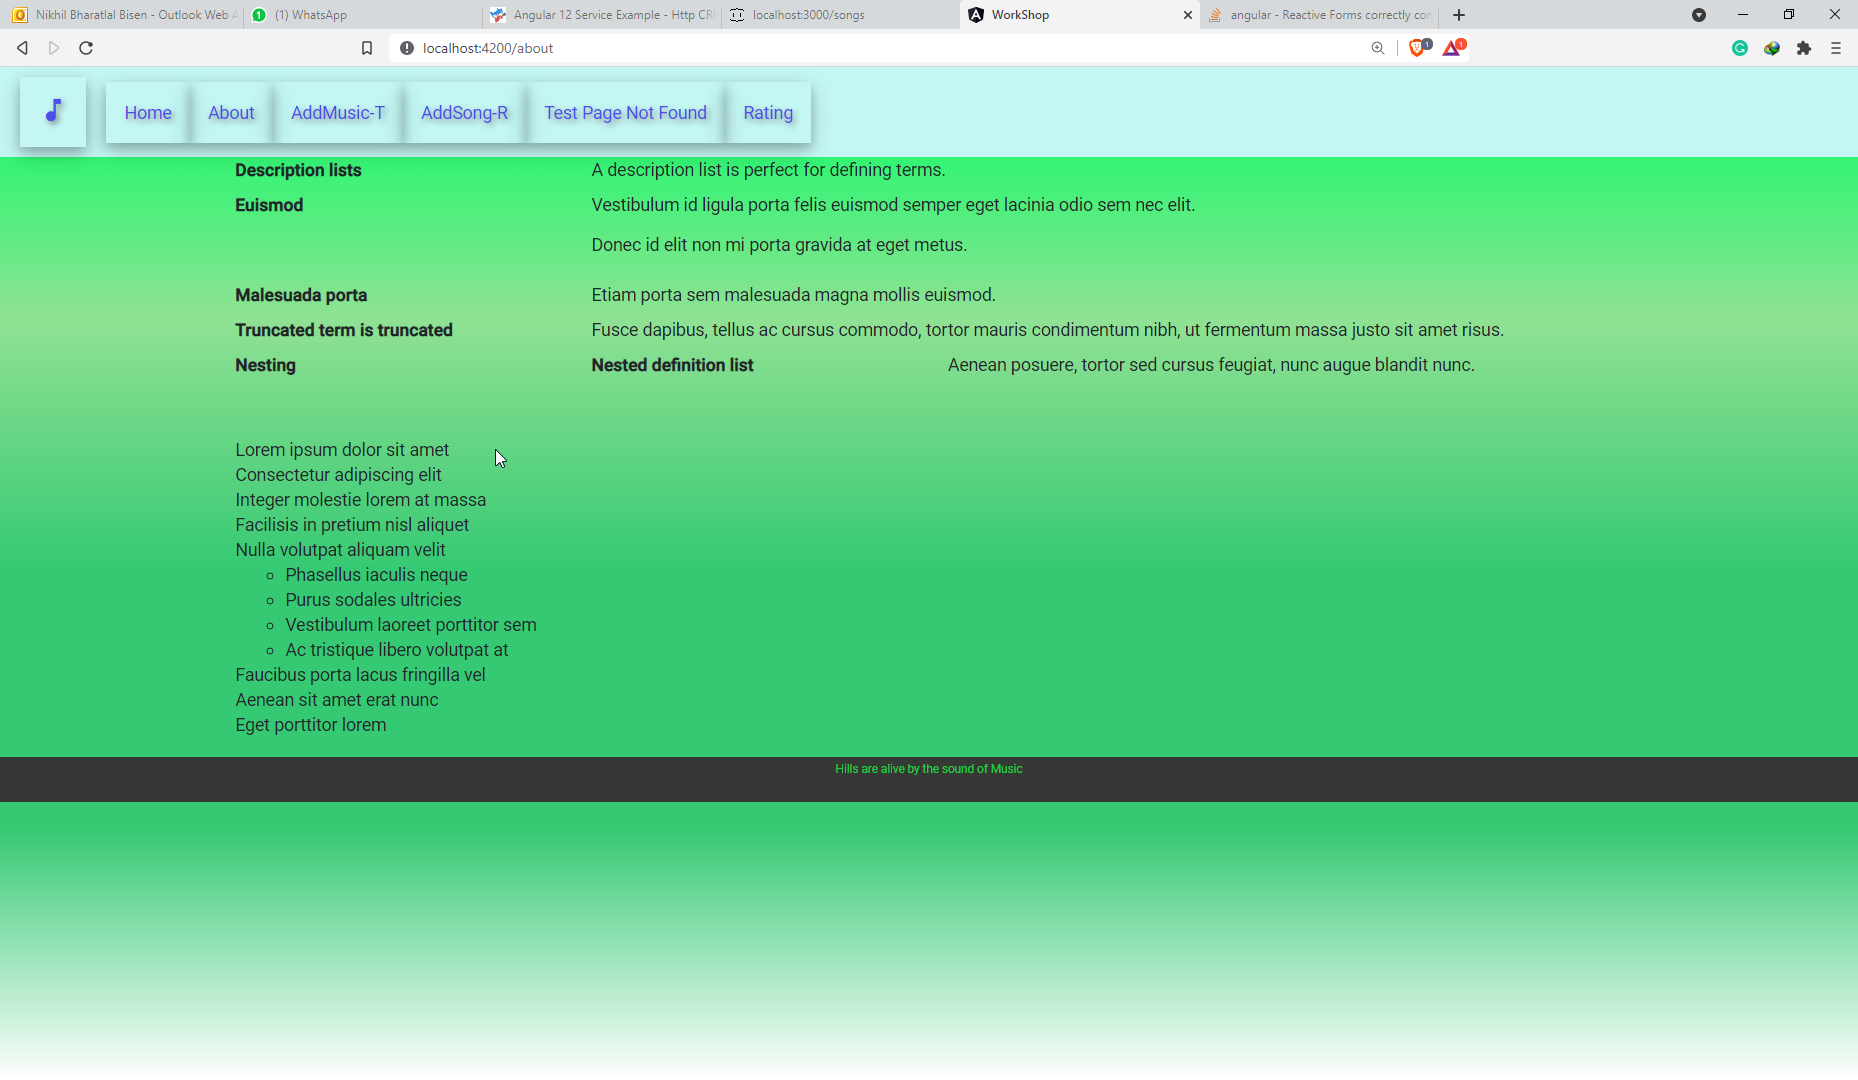 Nikhil Bharatlal Bisen - Outlook Web A
(1) WhatsApp
Angular 12 Service Example - Http CR
localhost:3000/songs
WorkShop
angular - Reactive Forms correctly con
localhost:4200/about
1
1
Home About AddMusic-T AddSong-R Test Page Not Found Rating
Description lists A description list is perfect for defining terms.
Euismod Vestibulum id ligula porta felis euismod semper eget lacinia odio sem nec elit.
Donec id elit non mi porta gravida at eget metus.
Malesuada porta Etiam porta sem malesuada magna mollis euismod.
Truncated term is truncated Fusce dapibus, tellus ac cursus commodo, tortor mauris condimentum nibh, ut fermentum massa justo sit amet risus.
Nesting Nested definition list Aenean posuere, tortor sed cursus feugiat, nunc augue blandit nunc.
Lorem ipsum dolor sit amet
Consectetur adipiscing elit
Integer molestie lorem at massa
Facilisis in pretium nisl aliquet
Nulla volutpat aliquam velit
Phasellus iaculis neque
Purus sodales ultricies
Vestibulum laoreet porttitor sem
Ac tristique libero volutpat at
Faucibus porta lacus fringilla vel
Aenean sit amet erat nunc
Eget porttitor lorem
Hills are alive by the sound of Music